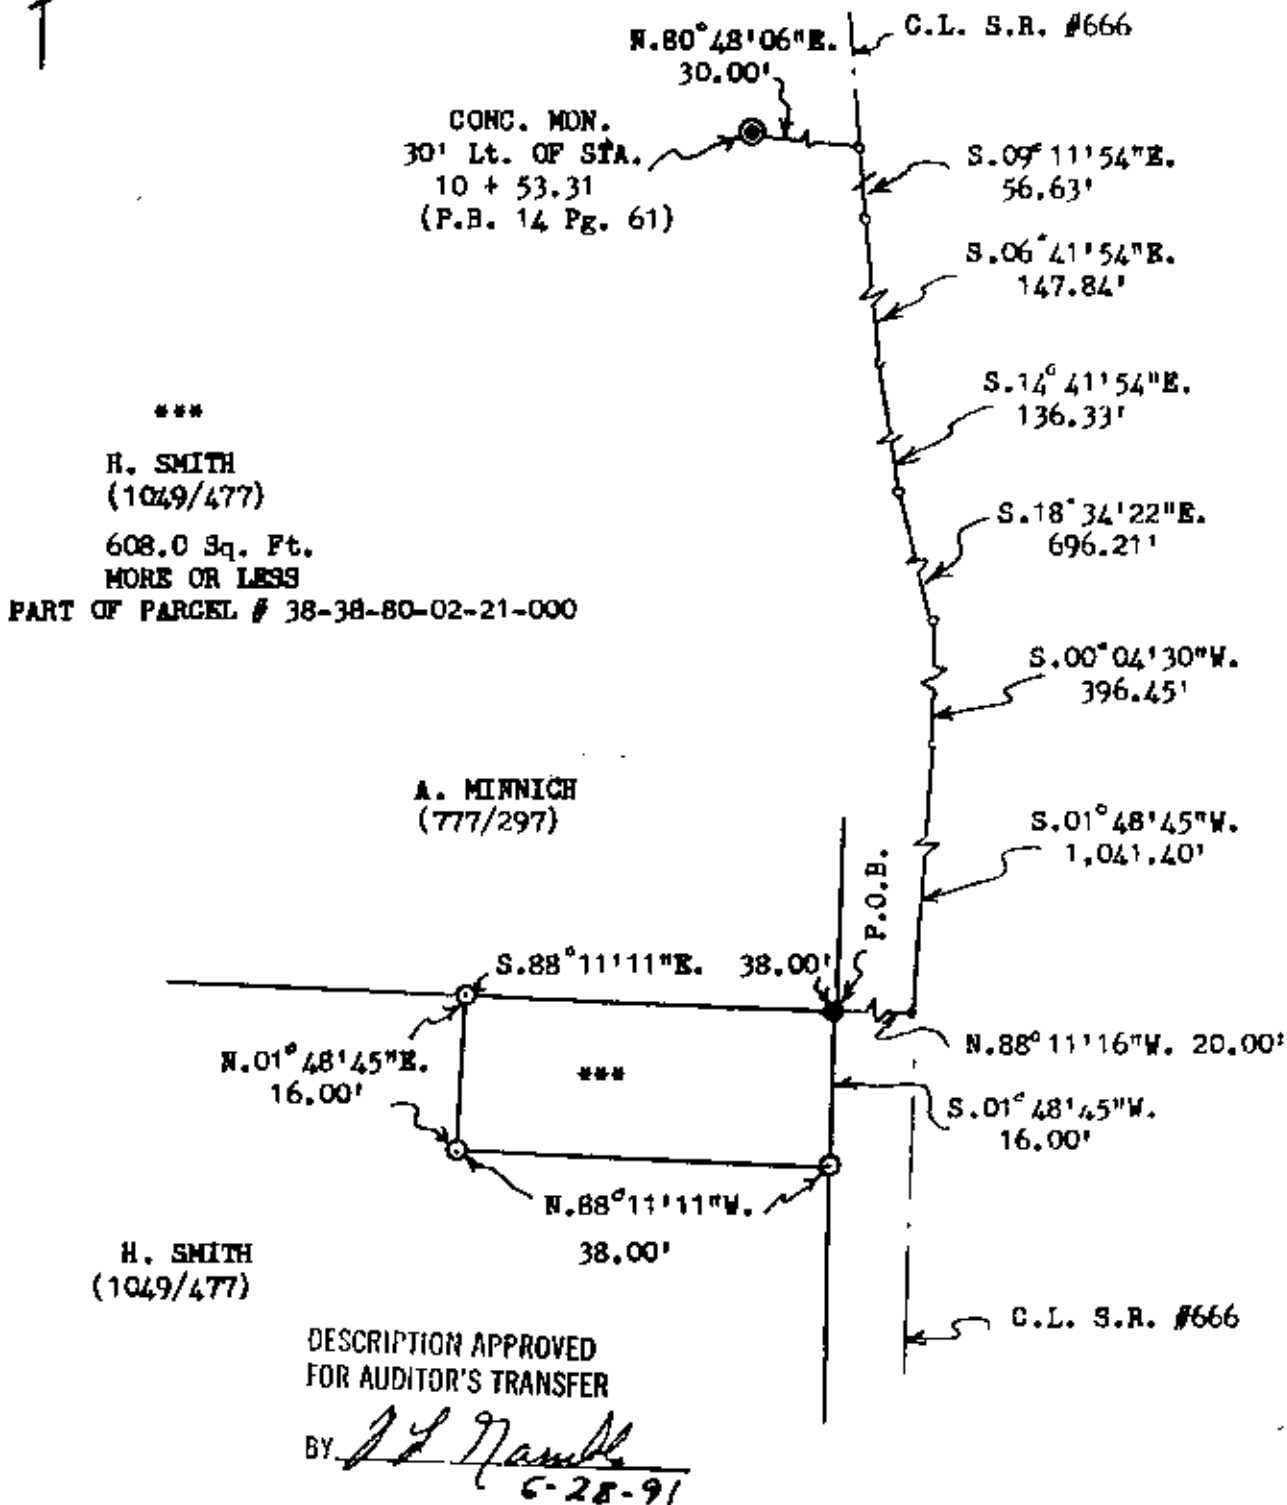 C.L. S.R. #666
N.80°48'06"E.
30.00'
CONC. MON.
30' Lt. OF STA.
10 + 53.31
(P.B. 14 Pg. 61)
S.09°11'54"E.
56.63'
S.06°41'54"E.
147.84'
S.14°41'54"E.
136.33'
***
H. SMITH
(1049/477)
608.0 Sq. Ft.
MORE OR LESS
PART OF PARCEL # 38-38-80-02-21-000
S.18°34'22"E.
696.21'
S.00°04'30"W.
396.45'
A. MINNICH
(777/297)
S.01°48'45"W.
1,041.40'
P.O.B.
S.88°11'11"E. 38.00'
N.88°11'16"W. 20.00'
N.01°48'45"E.
16.00'
***
S.01°48'45"W.
16.00'
N.88°11'11"W.
38.00'
H. SMITH
(1049/477)
C.L. S.R. #666
DESCRIPTION APPROVED
FOR AUDITOR'S TRANSFER
BY
6-28-91